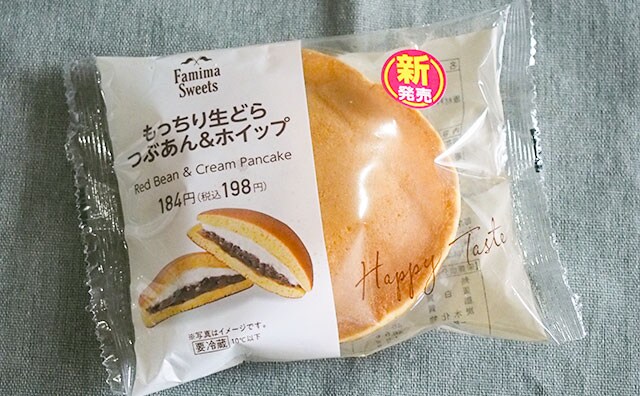 Famima
Sweets
もっちり生どら
つぶあん&ホイップ
Red Bean & Cream Pancake
184円(税込198円)
※写真はイメージです。
要冷蔵 10℃以下
新
発売
Happy Taste